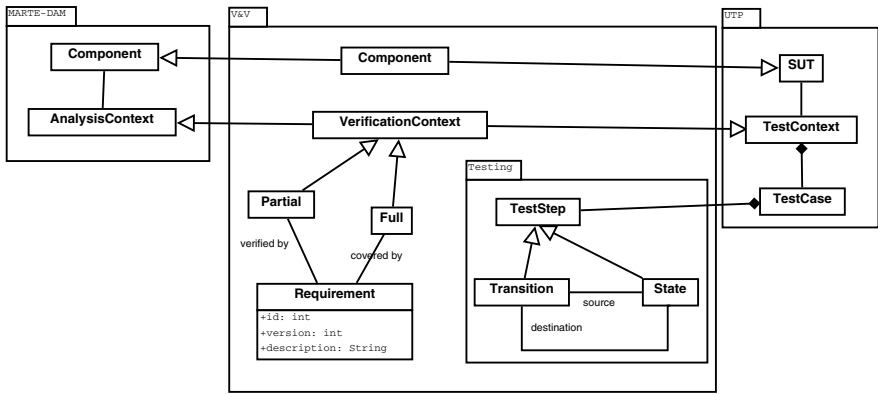 MARTE-DAM
Component
AnalysisContext
V&V
Component
VerificationContext
Partial
Full
verified by
covered by
Requirement
+id: int
+version: int
+description: String
Testing
TestStep
Transition
State
source
destination
UTP
SUT
TestContext
TestCase